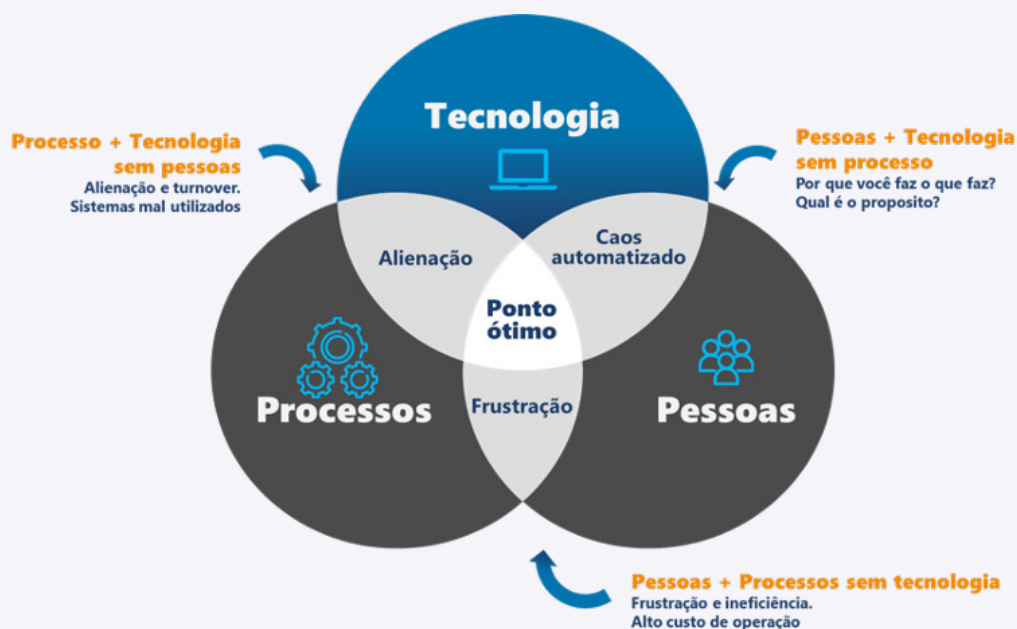 Tecnologia
Processo + Tecnologia
sem pessoas
Alienação e turnover.
Sistemas mal utilizados
Pessoas + Tecnologia
sem processo
Por que você faz o que faz?
Qual é o proposito?
Alienação
Caos
automatizado
Ponto
ótimo
Processos
Frustração
Pessoas
Pessoas + Processos sem tecnologia
Frustração e ineficiência.
Alto custo de operação